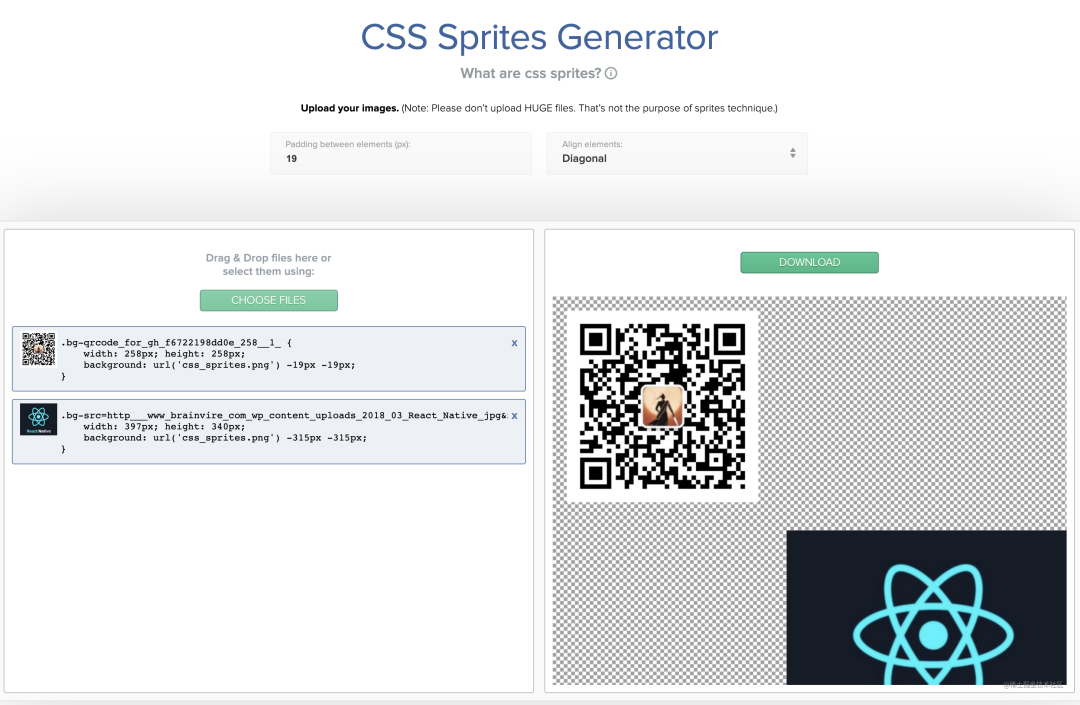 CSS Sprites Generator
What are css sprites?
Upload your images. (Note: Please don't upload HUGE files. That's not the purpose of sprites technique.)
Padding between elements (px):
19
Align elements:
Diagonal
Drag & Drop files here or
select them using:
CHOOSE FILES
.bg-qrcode_for_gh_f6722198dd0e_258__1_ {
width: 258px; height: 258px;
background: url('css_sprites.png') -19px -19px;
}
x
.bg-src=http___www_brainvire_com_wp_content_uploads_2018_03_React_Native_jpg&
width: 397px; height: 340px;
background: url('css_sprites.png') -315px -315px;
}
x
React Native
DOWNLOAD
@稀土掘金技术社区